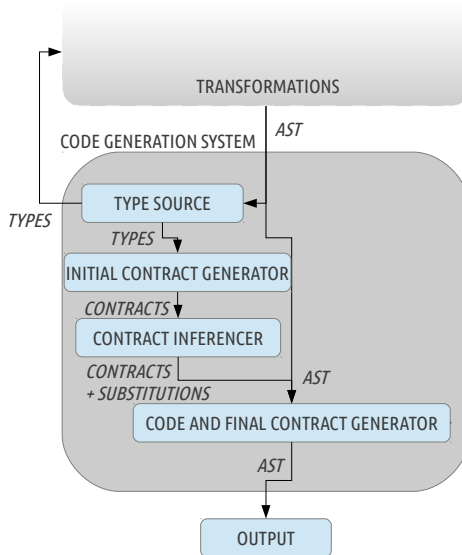 TRANSFORMATIONS
AST
CODE GENERATION SYSTEM
TYPE SOURCE
TYPES
TYPES
INITIAL CONTRACT GENERATOR
CONTRACTS
CONTRACT INFERENCER
CONTRACTS
+ SUBSTITUTIONS
AST
CODE AND FINAL CONTRACT GENERATOR
AST
OUTPUT